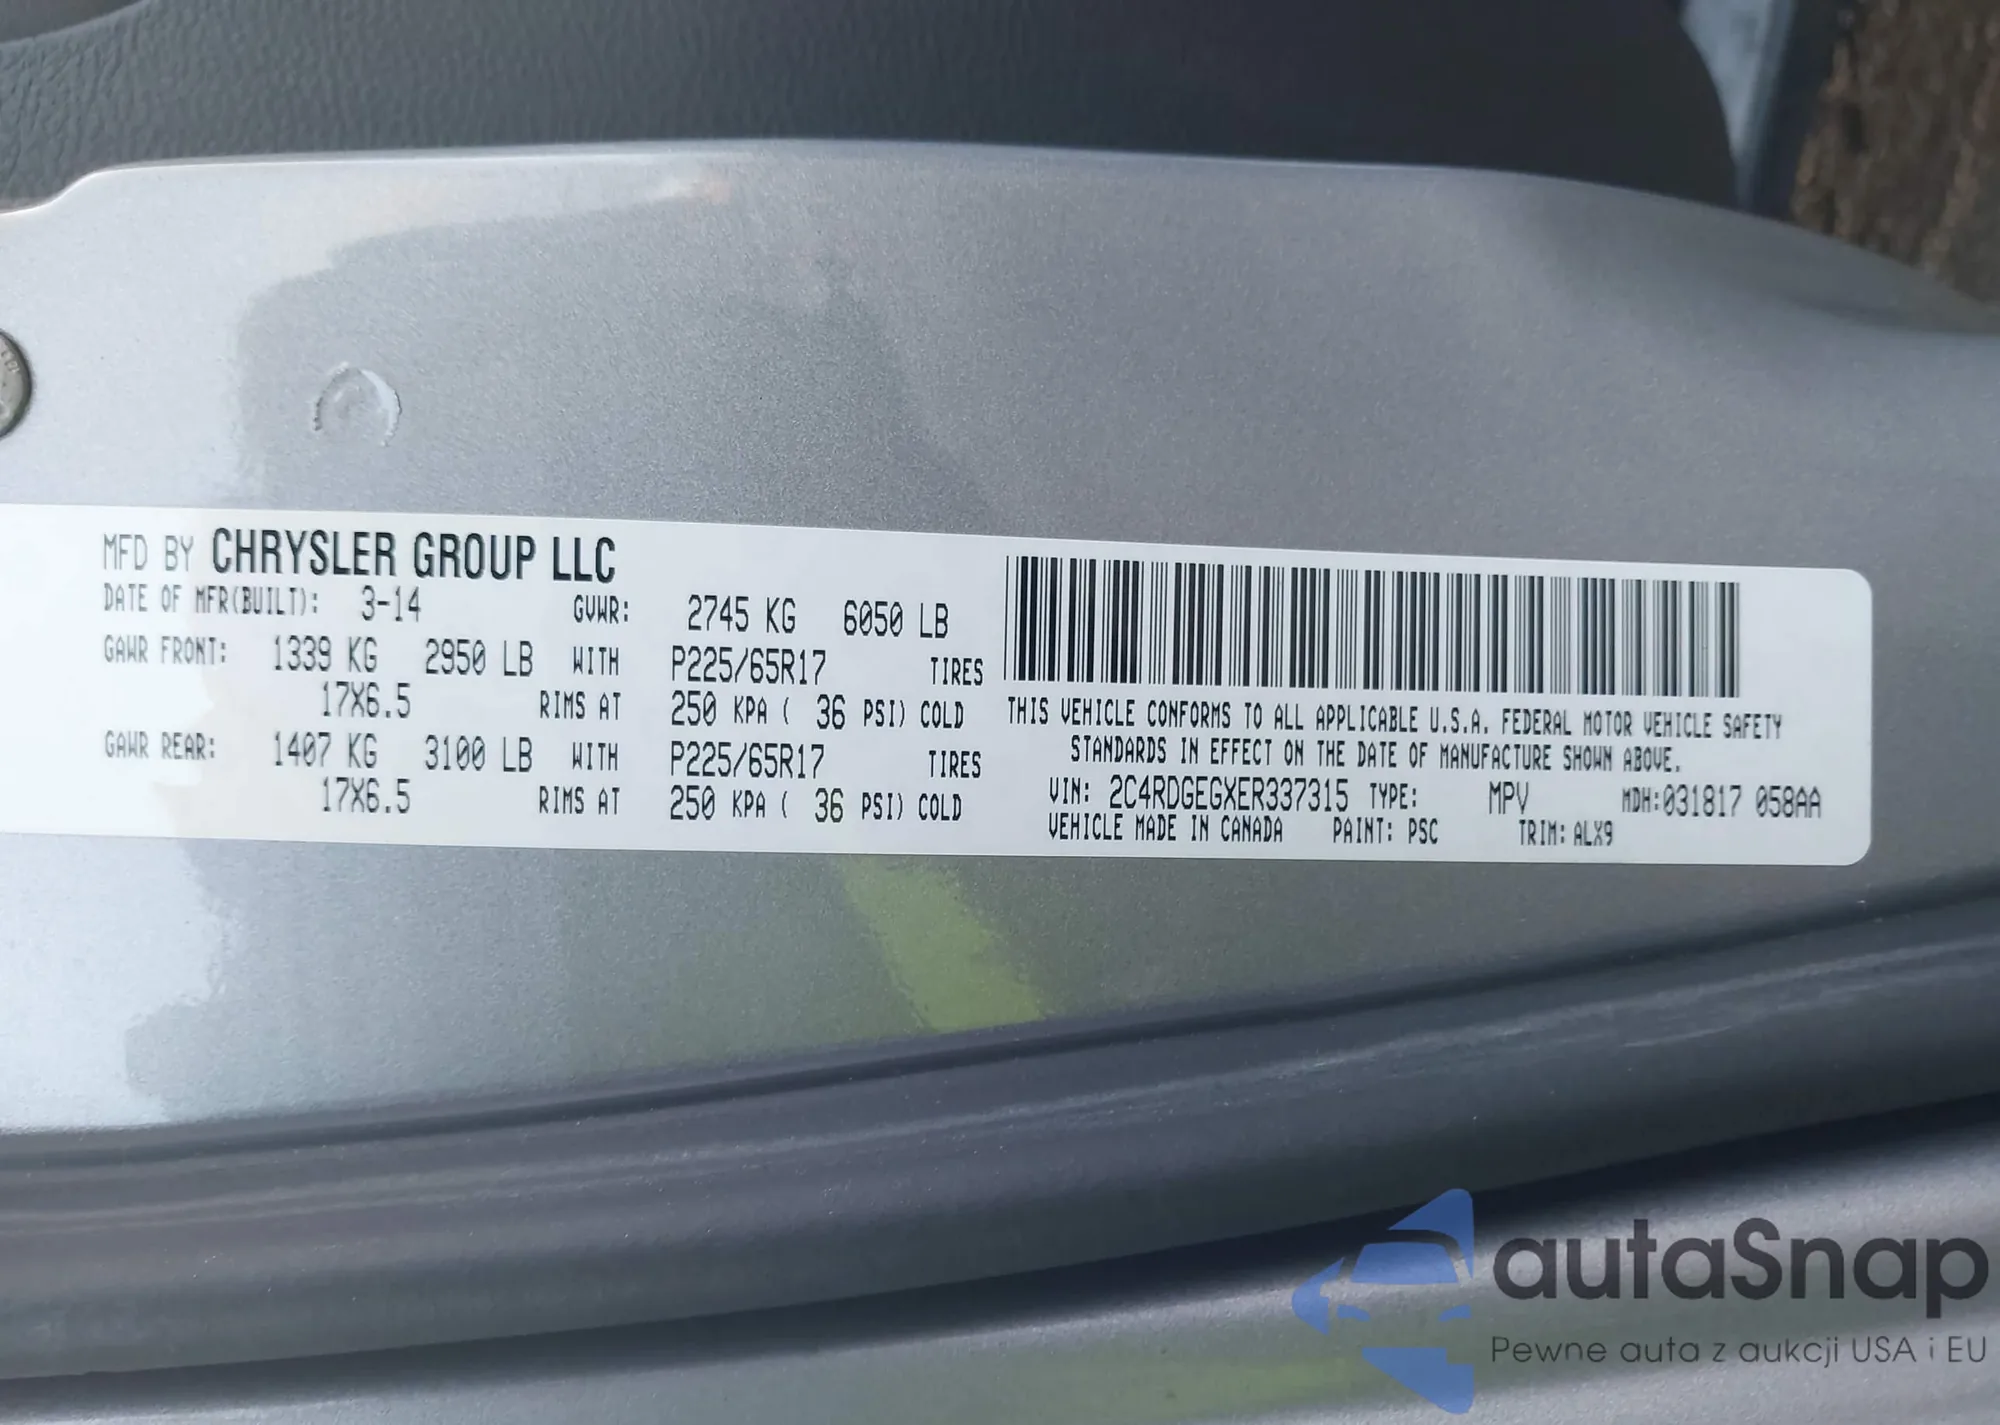 MFD BY CHRYSLER GROUP LLC
DATE OF MFR(BUILT): 3-14 GVWR: 2745 KG 6050 LB
GAWR FRONT: 1339 KG 2950 LB WITH P225/65R17 TIRES
17X6.5 RIMS AT 250 KPA ( 36 PSI) COLD
GAWR REAR: 1407 KG 3100 LB WITH P225/65R17 TIRES
17X6.5 RIMS AT 250 KPA ( 36 PSI) COLD
THIS VEHICLE CONFORMS TO ALL APPLICABLE U.S.A. FEDERAL MOTOR VEHICLE SAFETY
STANDARDS IN EFFECT ON THE DATE OF MANUFACTURE SHOWN ABOVE.
VIN: 2C4RDGEGXER337315 TYPE: MPV MDH:031817 058AA
VEHICLE MADE IN CANADA PAINT: PSC TRIM: ALX9
autaSnap
Pewne auta z aukcji USA i EU